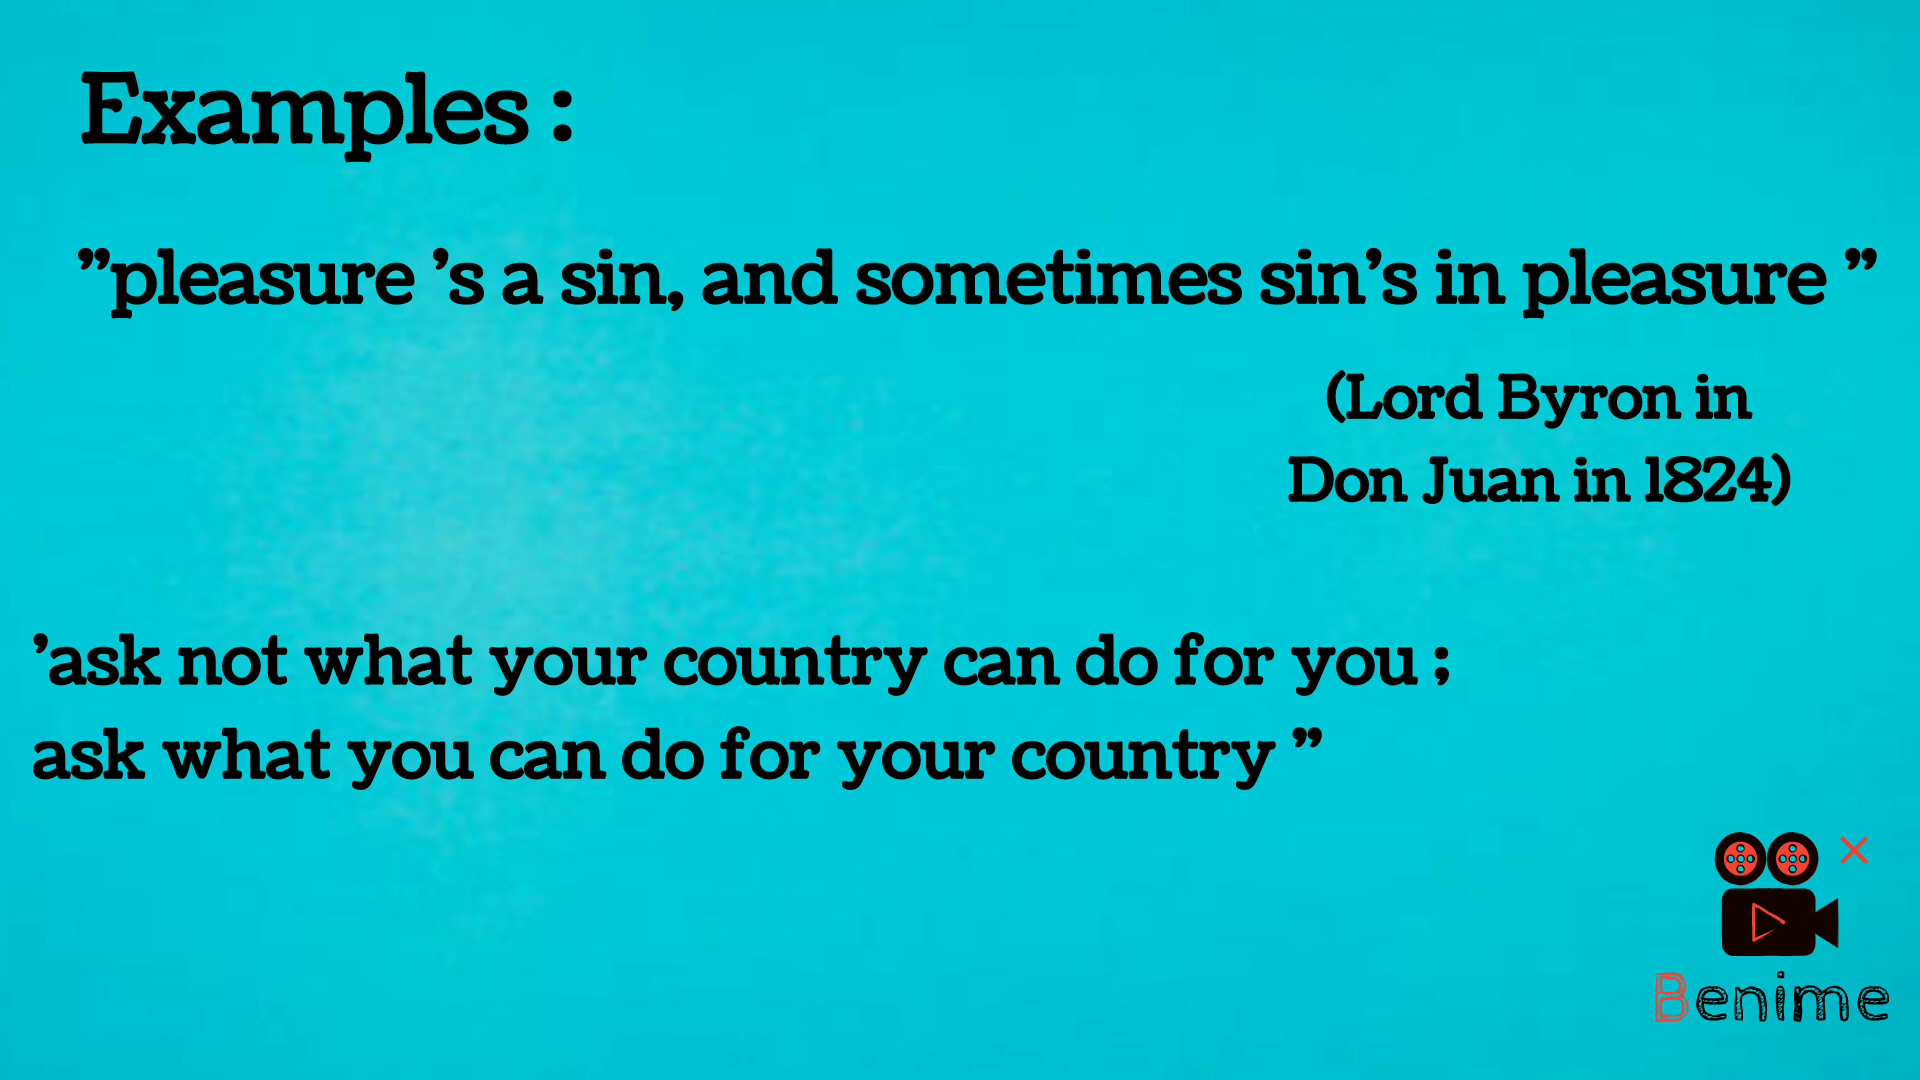 Examples :
”pleasure ’s a sin, and sometimes sin’s in pleasure ”
(Lord Byron in
Don Juan in 1824)
’ask not what your country can do for you ;
ask what you can do for your country ”
Benime